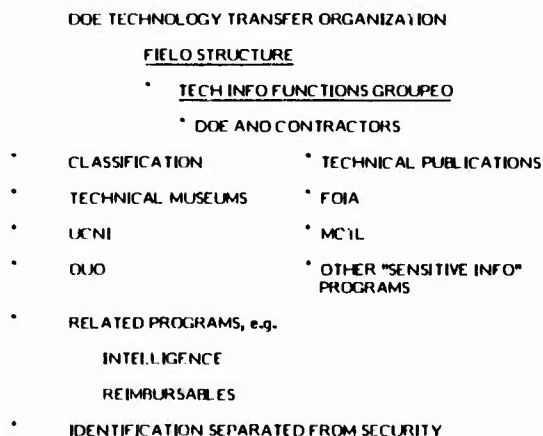 DOE TECHNOLOGY TRANSFER ORGANIZATION
FIELD STRUCTURE
* TECH INFO FUNCTIONS GROUPED
* DOE AND CONTRACTORS
* CLASSIFICATION
* TECHNICAL PUBLICATIONS
* TECHNICAL MUSEUMS
* FOIA
* UCNI
* MCTL
* OUO
* OTHER "SENSITIVE INFO" PROGRAMS
* RELATED PROGRAMS, e.g.
INTELLIGENCE
REIMBURSABLES
* IDENTIFICATION SEPARATED FROM SECURITY